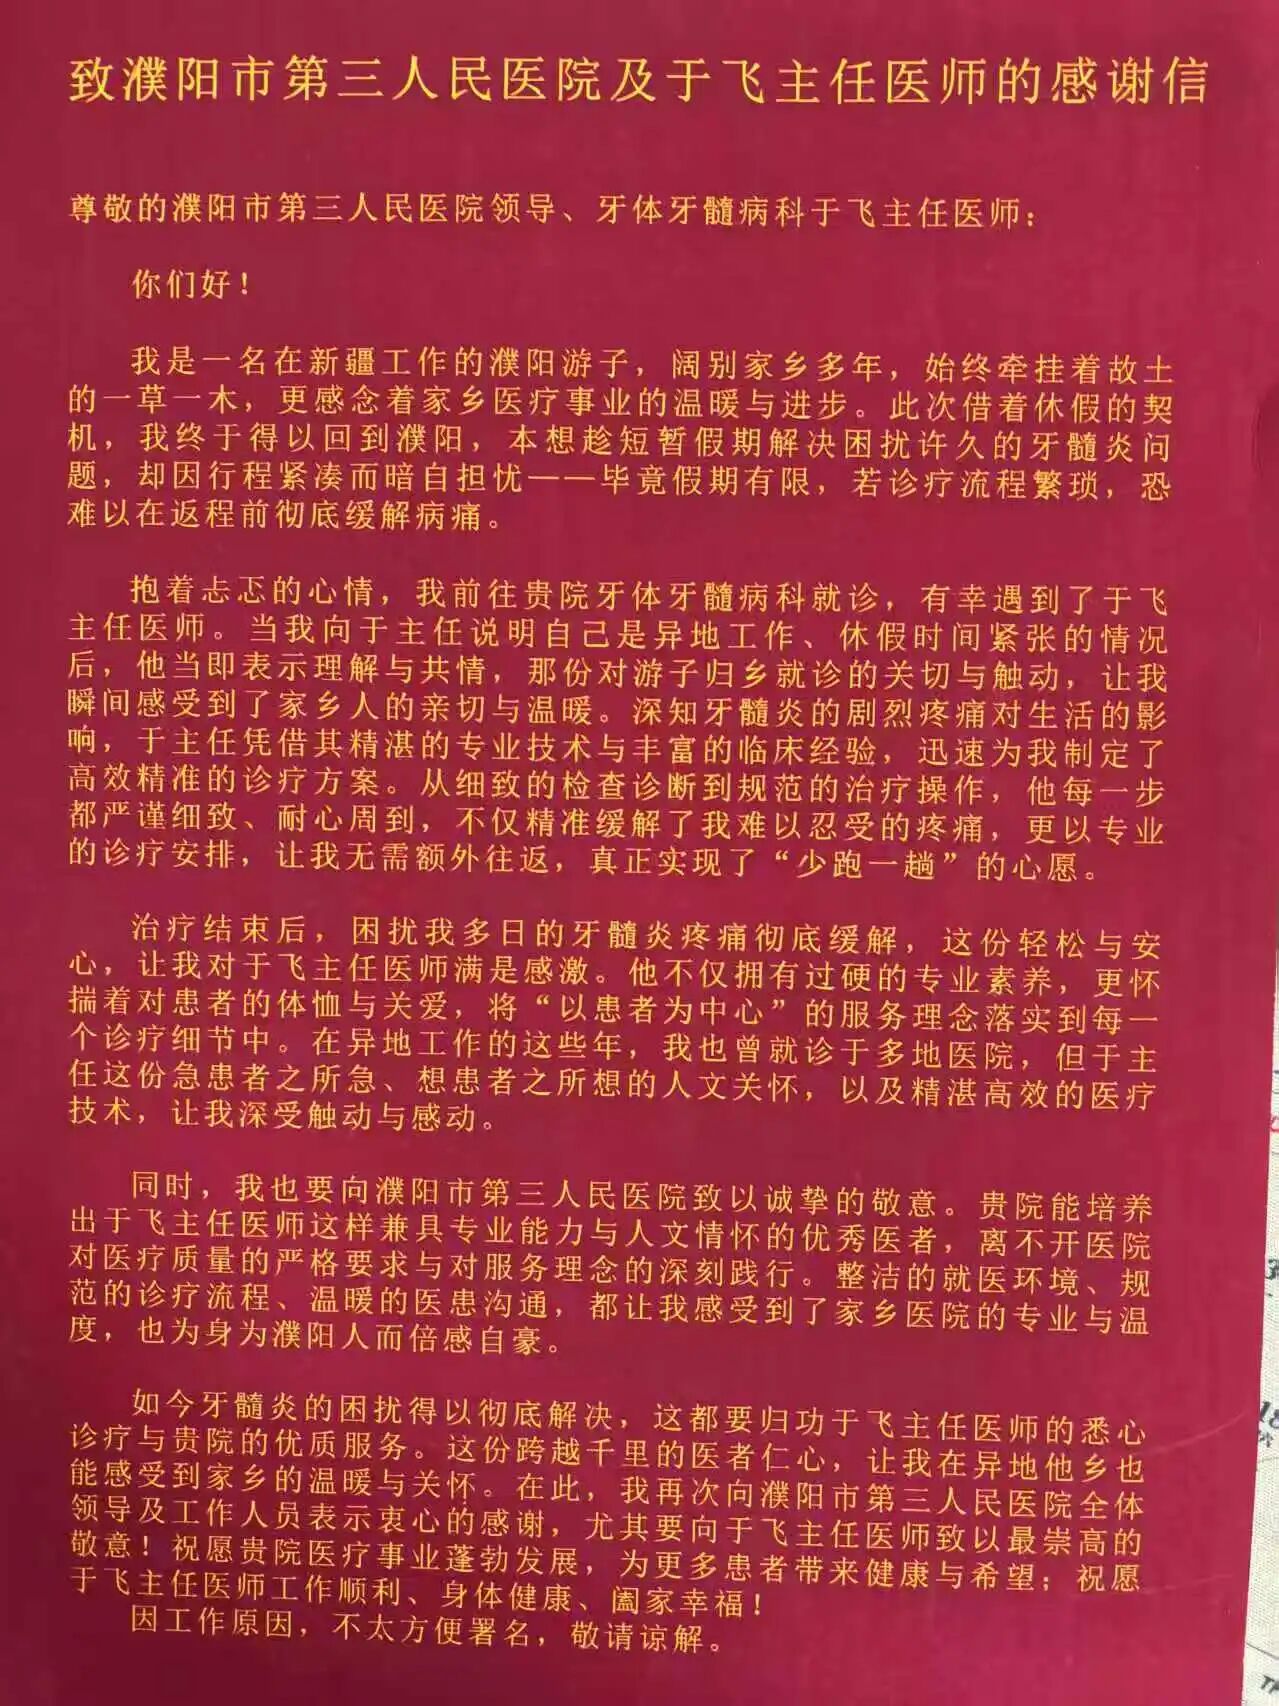 致濮阳市第三人民医院及于飞主任医师的感谢信
尊敬的濮阳市第三人民医院领导、牙体牙髓病科于飞主任医师：
你们好！
我是一名在新疆工作的濮阳游子，阔别家乡多年，始终牵挂着故土
的一草一木，更感念着家乡医疗事业的温暖与进步。此次借着休假的契
机，我终于得以回到濮阳，本想趁短暂假期解决困扰许久的牙髓炎问
题，却因行程紧凑而暗自担忧——毕竟假期有限，若诊疗流程繁琐，恐
难以在返程前彻底缓解病痛。
抱着忐忑的心情，我前往贵院牙体牙髓病科就诊，有幸遇到了于飞
主任医师。当我向于主任说明自己是异地工作、休假时间紧张的情况
后，他当即表示理解与共情，那份对游子归乡就诊的关切与触动，让我
瞬间感受到了家乡人的亲切与温暖。深知牙髓炎的剧烈疼痛对生活的影
响，于主任凭借其精湛的专业技术与丰富的临床经验，迅速为我制定了
高效精准的诊疗方案。从细致的检查诊断到规范的治疗操作，他每一步
都严谨细致、耐心周到，不仅精准缓解了我难以忍受的疼痛，更以专业
的诊疗安排，让我无需额外往返，真正实现了“少跑一趟”的心愿。
治疗结束后，困扰我多日的牙髓炎疼痛彻底缓解，这份轻松与安
心，让我对于飞主任医师满是感激。他不仅拥有过硬的专业素养，更怀
揣着对患者的体恤与关爱，将“以患者为中心”的服务理念落实到每一
个诊疗细节中。在异地工作的这些年，我也曾就诊于多地医院，但于主
任这份急患者之所急、想患者之所想的人文关怀，以及精湛高效的医疗
技术，让我深受触动与感动。
同时，我也要向濮阳市第三人民医院致以诚挚的敬意。贵院能培养
出于飞主任医师这样兼具专业能力与人文情怀的优秀医者，离不开医院
对医疗质量的严格要求与对服务理念的深刻践行。整洁的就医环境、规
范的诊疗流程、温暖的医患沟通，都让我感受到了家乡医院的专业与温
度，也为身为濮阳人而倍感自豪。
如今牙髓炎的困扰得以彻底解决，这都要归功于飞主任医师的悉心
诊疗与贵院的优质服务。这份跨越千里的医者仁心，让我在异地他乡也
能感受到家乡的温暖与关怀。在此，我再次向濮阳市第三人民医院全体
领导及工作人员表示衷心的感谢，尤其要向于飞主任医师致以最崇高的
敬意！祝愿贵院医疗事业蓬勃发展，为更多患者带来健康与希望；祝愿
于飞主任医师工作顺利、身体健康、阖家幸福！
因工作原因，不太方便署名，敬请谅解。